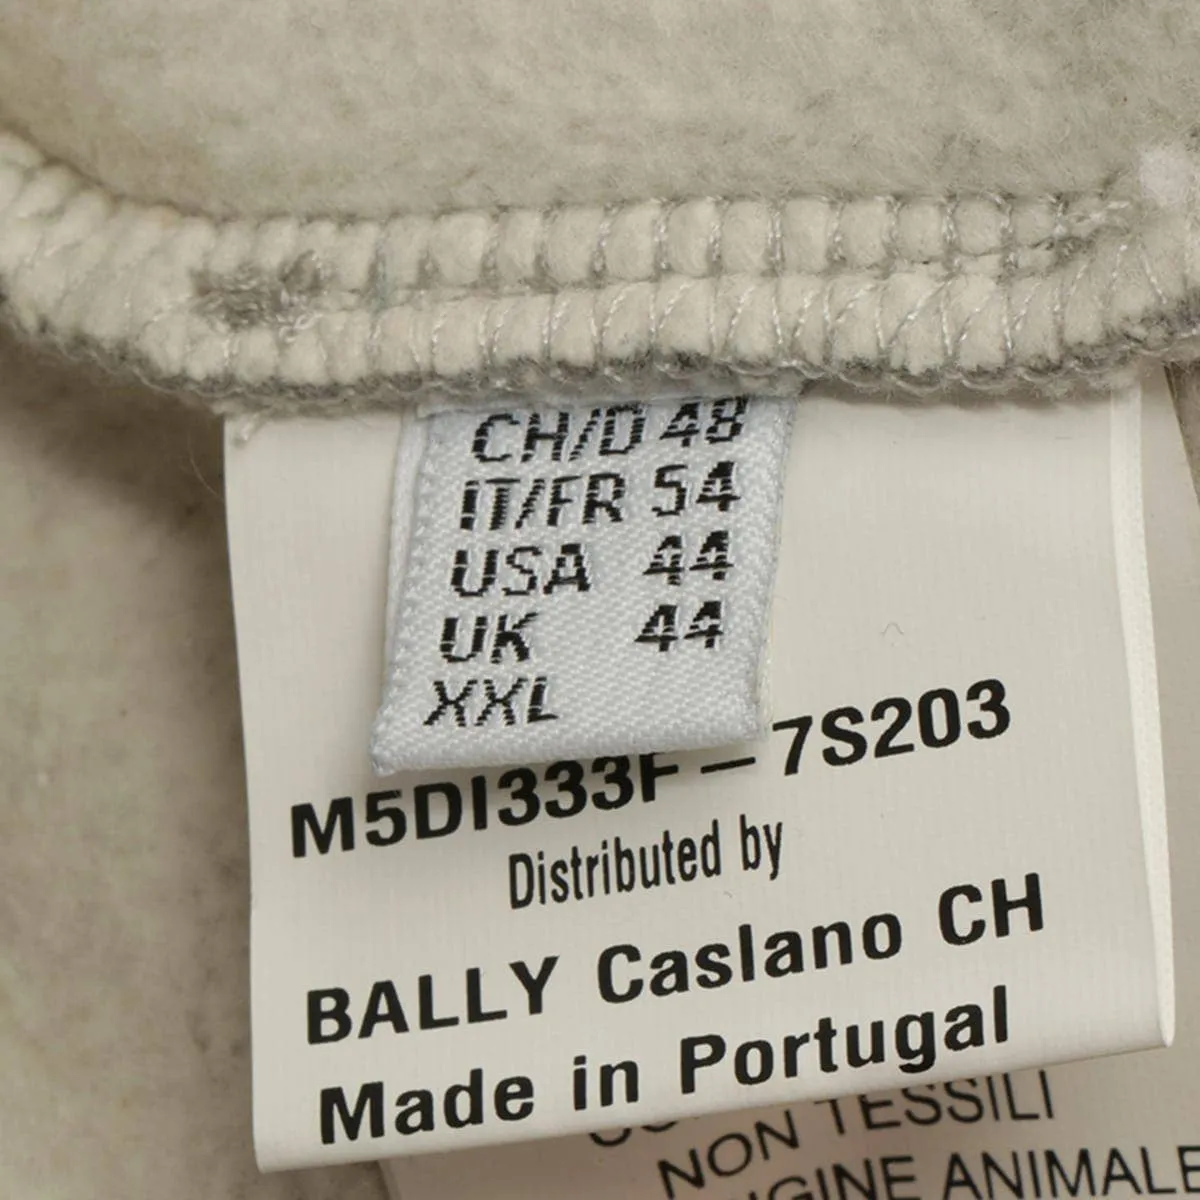 CH/D 48
IT/FR 54
USA 44
UK 44
XXL
M5DI333F – 7S203
Distributed by
BALLY Caslano CH
Made in Portugal
NON TESSILI
ANIMALE